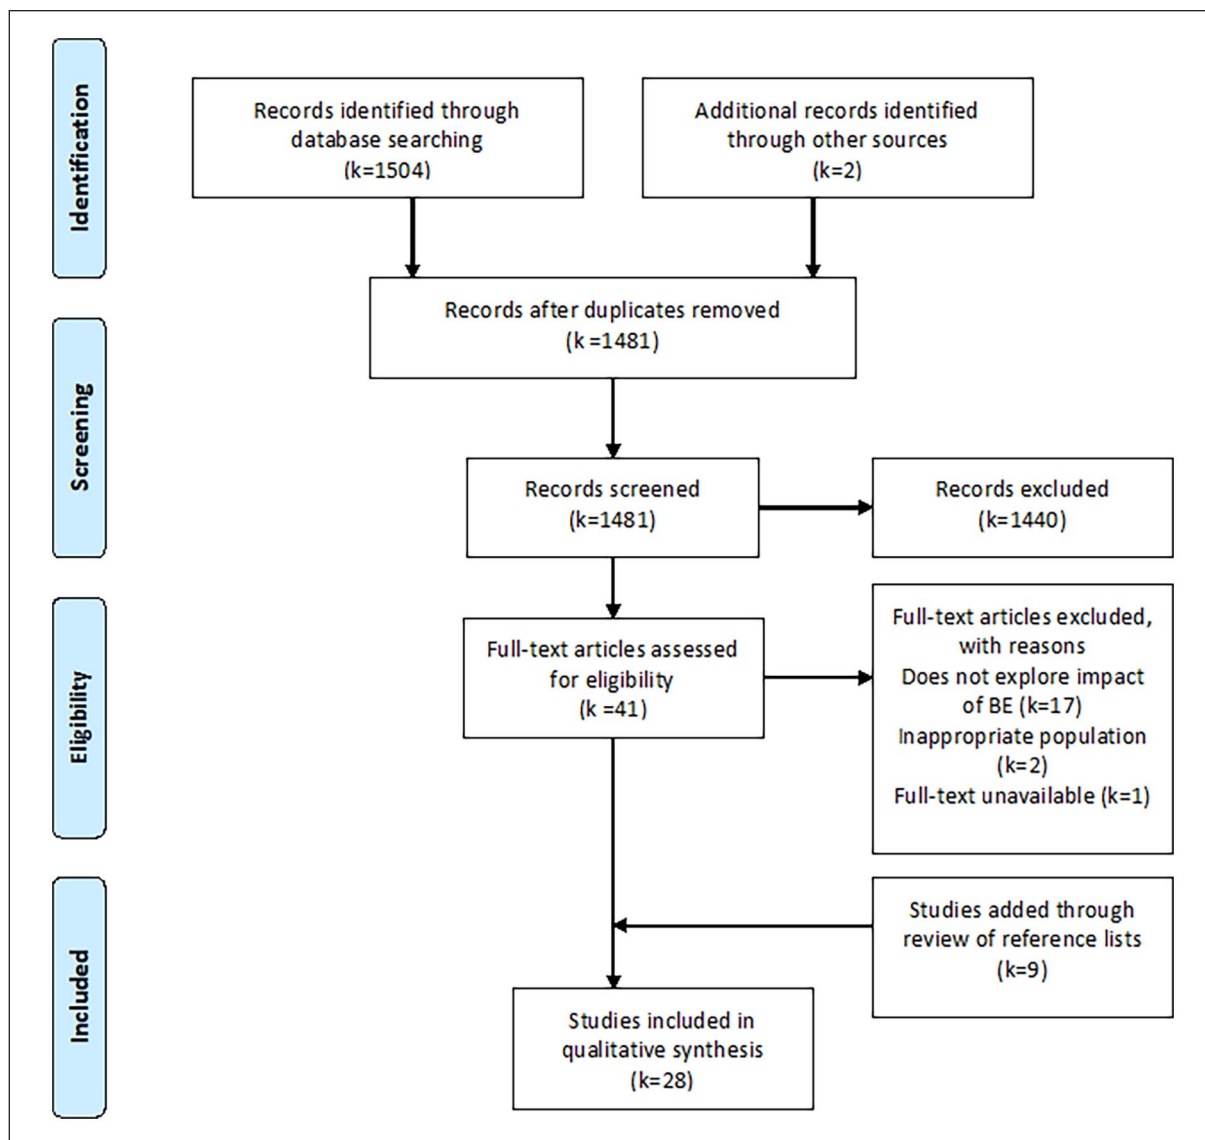 Identification
Records identified through
database searching
(k=1504)
Additional records identified
through other sources
(k=2)
Records after duplicates removed
(k =1481)
Screening
Records screened
(k=1481)
Records excluded
(k=1440)
Eligibility
Full-text articles assessed
for eligibility
(k =41)
Full-text articles excluded,
with reasons
Does not explore impact
of BE (k=17)
Inappropriate population
(k=2)
Full-text unavailable (k=1)
Included
Studies added through
review of reference lists
(k=9)
Studies included in
qualitative synthesis
(k=28)